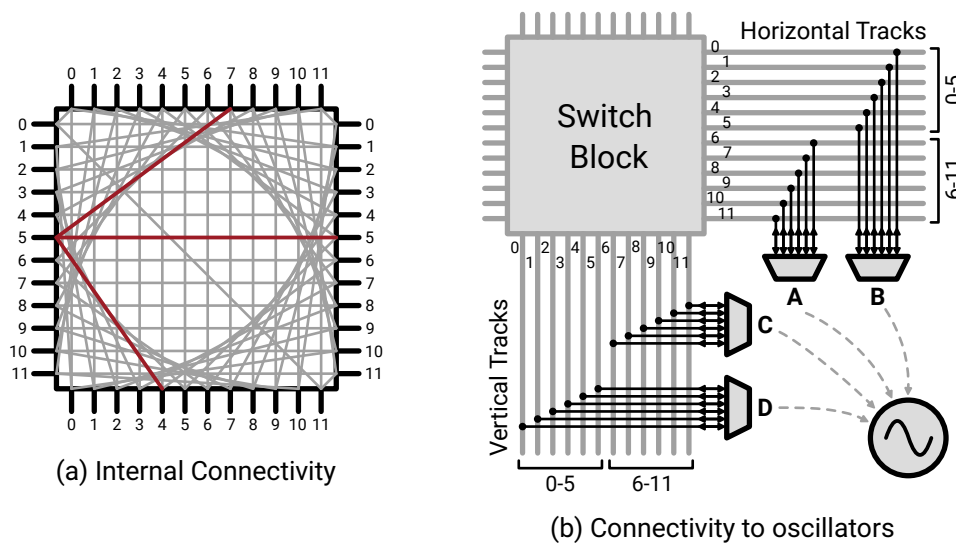 0 1 2 3 4 5 6 7 8 9 10 11
0 0
1 1
2 2
3 3
4 4
5 5
6 6
7 7
8 8
9 9
10 10
11 11
0 1 2 3 4 5 6 7 8 9 10 11
(a) Internal Connectivity
Horizontal Tracks
Switch
Block
0
1
2
3
4
5
6
7
8
9
10
11
0-5
6-11
A B
0 2 4 6 8 10
1 3 5 7 9 11
Vertical Tracks
C
D
0-5 6-11
(b) Connectivity to oscillators